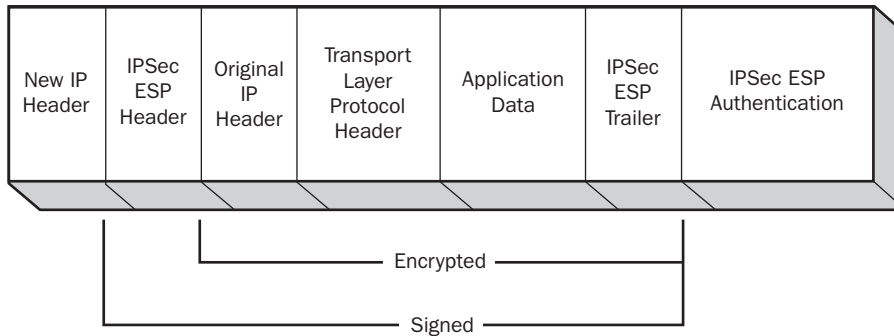 New IP
Header
IPSec
ESP
Header
Original
IP
Header
Transport
Layer
Protocol
Header
Application
Data
IPSec
ESP
Trailer
IPSec ESP
Authentication
Encrypted
Signed